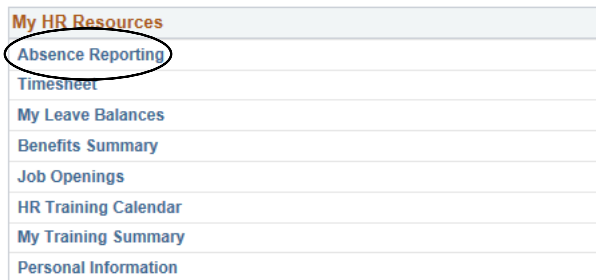 My HR Resources
Absence Reporting
Timesheet
My Leave Balances
Benefits Summary
Job Openings
HR Training Calendar
My Training Summary
Personal Information